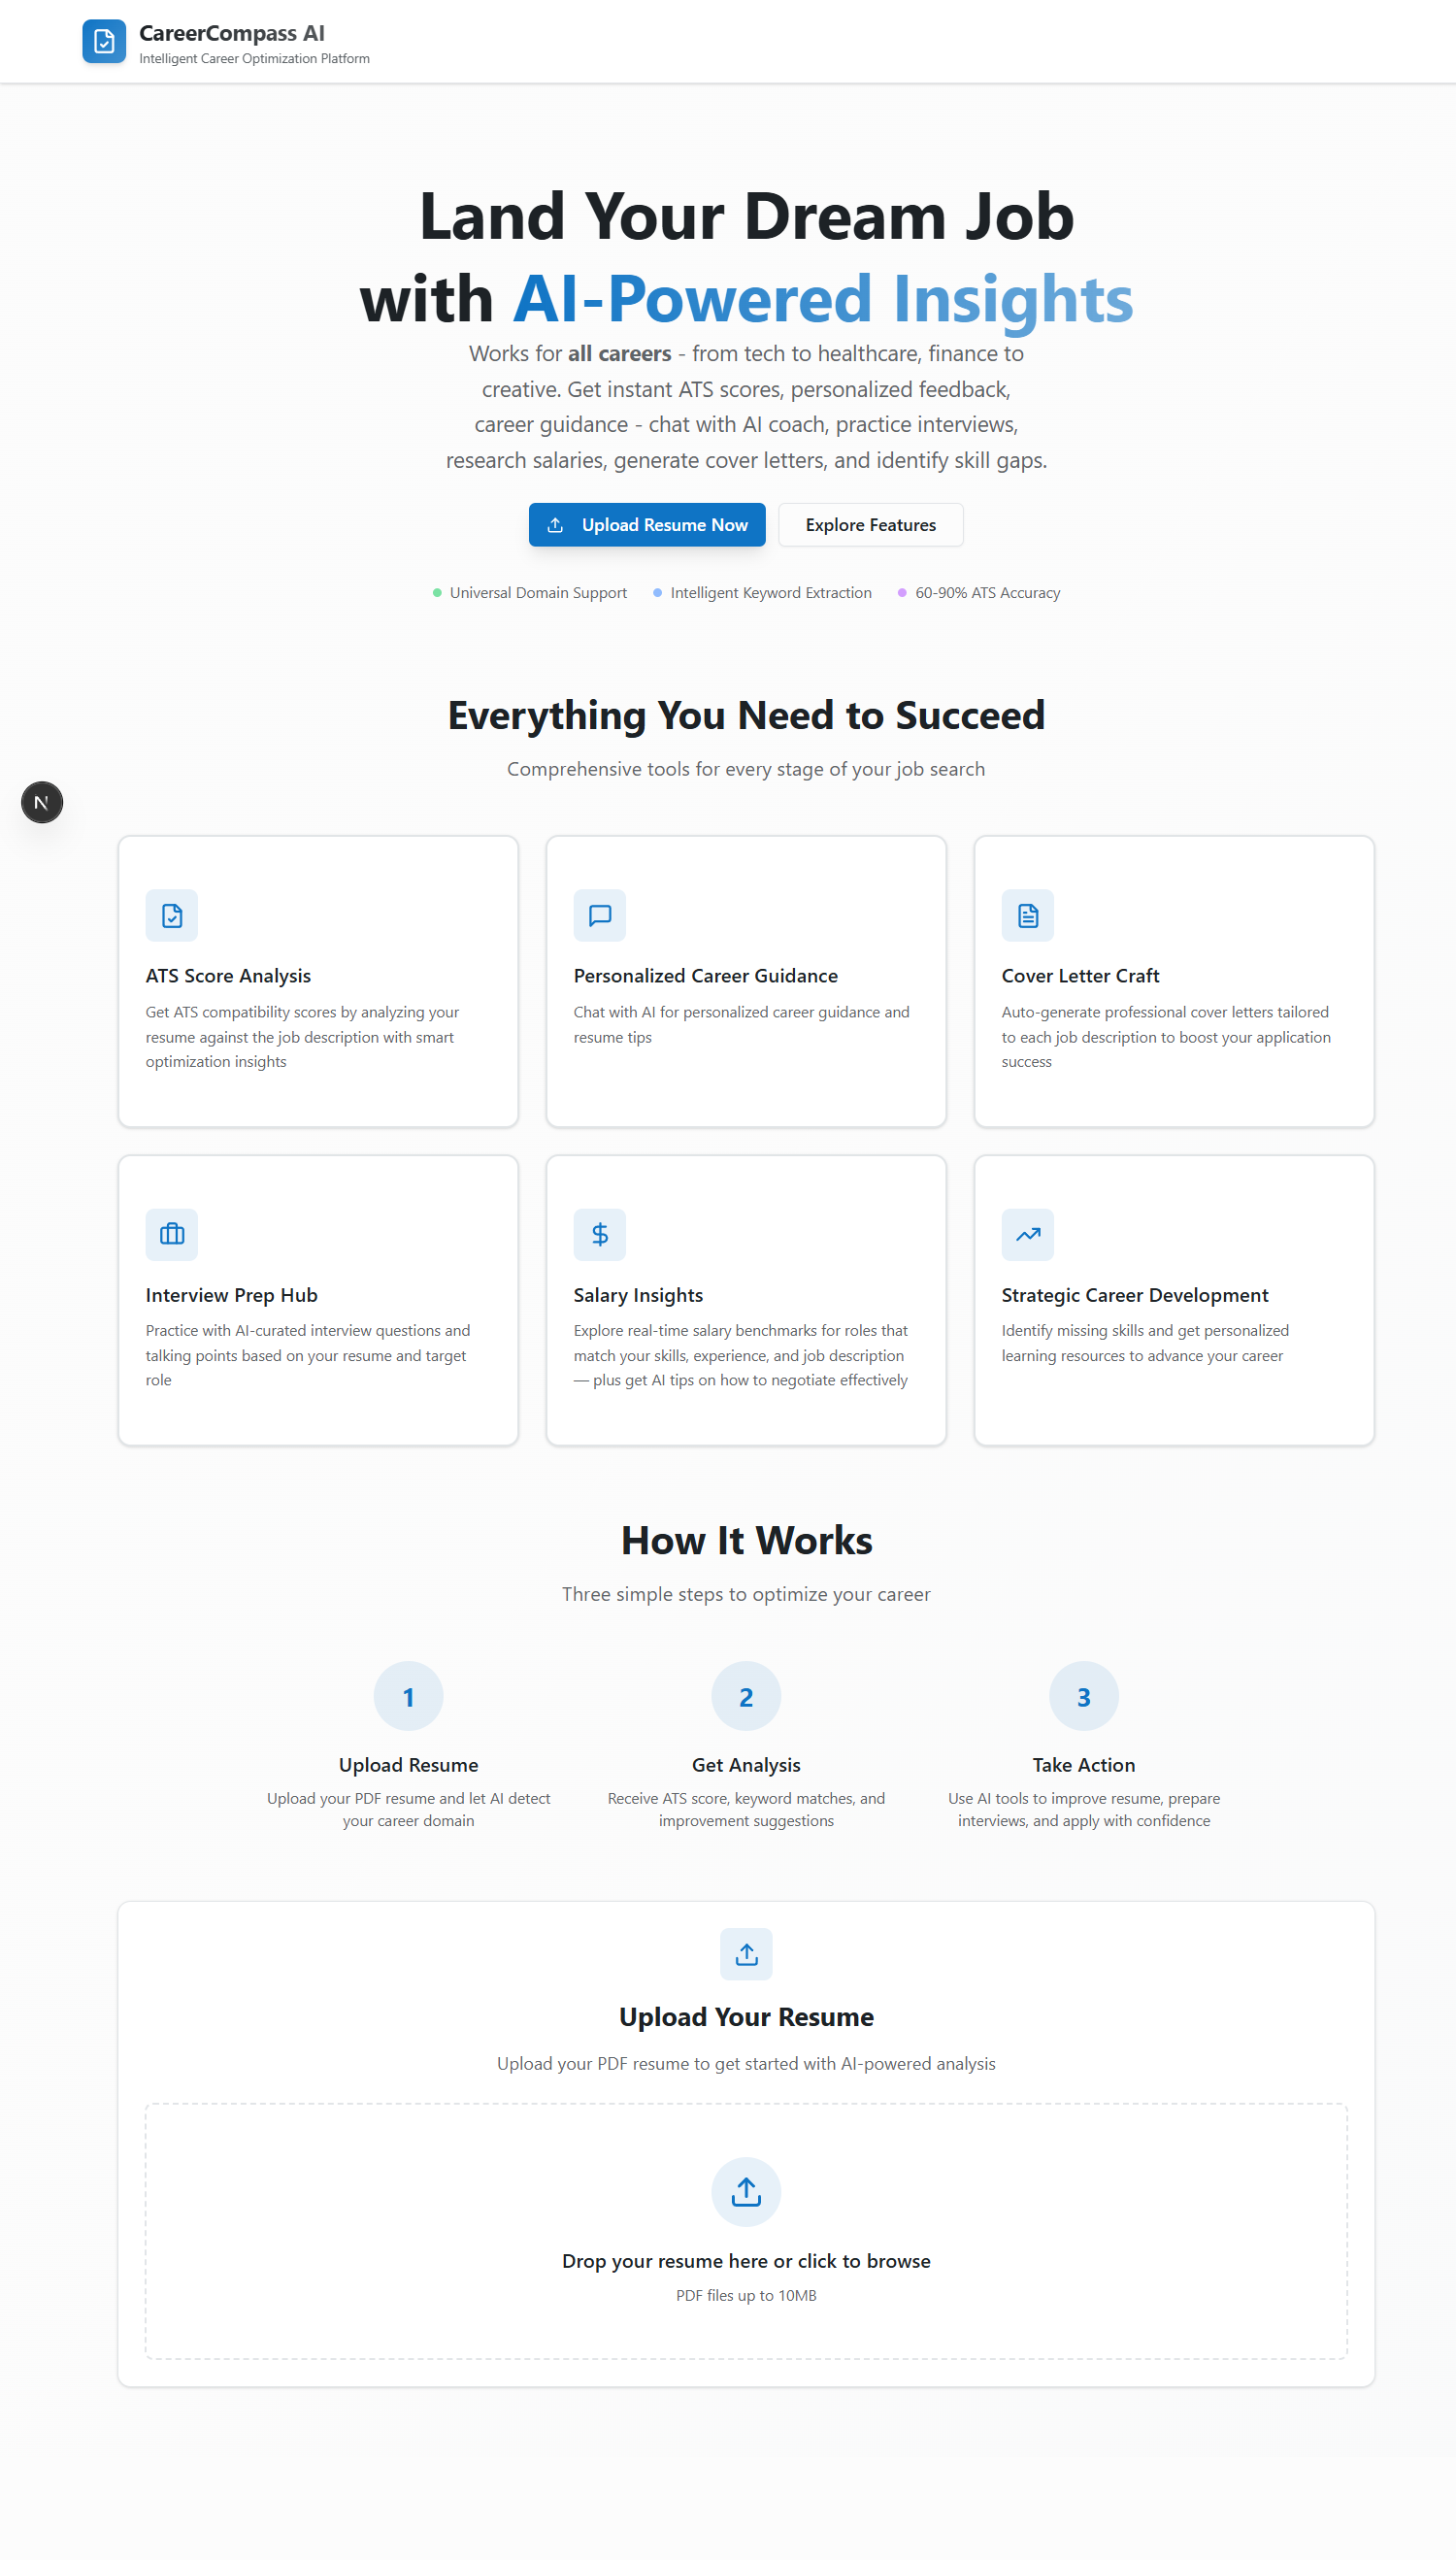 CareerCompass AI
Intelligent Career Optimization Platform
Land Your Dream Job
with AI-Powered Insights
Works for all careers - from tech to healthcare, finance to
creative. Get instant ATS scores, personalized feedback,
career guidance - chat with AI coach, practice interviews,
research salaries, generate cover letters, and identify skill gaps.
Upload Resume Now
Explore Features
Universal Domain Support
Intelligent Keyword Extraction
60-90% ATS Accuracy
Everything You Need to Succeed
Comprehensive tools for every stage of your job search
N
ATS Score Analysis
Get ATS compatibility scores by analyzing your
resume against the job description with smart
optimization insights
Personalized Career Guidance
Chat with AI for personalized career guidance and
resume tips
Cover Letter Craft
Auto-generate professional cover letters tailored
to each job description to boost your application
success
Interview Prep Hub
Practice with AI-curated interview questions and
talking points based on your resume and target
role
Salary Insights
Explore real-time salary benchmarks for roles that
match your skills, experience, and job description
— plus get AI tips on how to negotiate effectively
Strategic Career Development
Identify missing skills and get personalized
learning resources to advance your career
How It Works
Three simple steps to optimize your career
1
Upload Resume
Upload your PDF resume and let AI detect
your career domain
2
Get Analysis
Receive ATS score, keyword matches, and
improvement suggestions
3
Take Action
Use AI tools to improve resume, prepare
interviews, and apply with confidence
Upload Your Resume
Upload your PDF resume to get started with AI-powered analysis
Drop your resume here or click to browse
PDF files up to 10MB